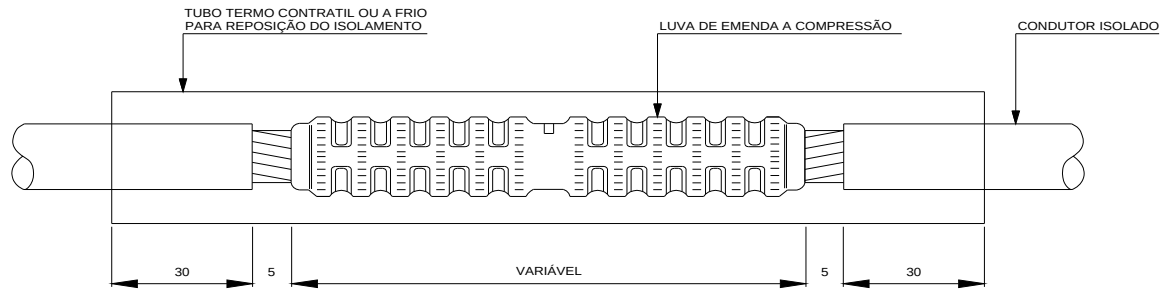 TUBO TERMO CONTRATIL OU A FRIO
PARA REPOSIÇÃO DO ISOLAMENTO
LUVA DE EMENDA A COMPRESSÃO
CONDUTOR ISOLADO
30
5
VARIÁVEL
5
30